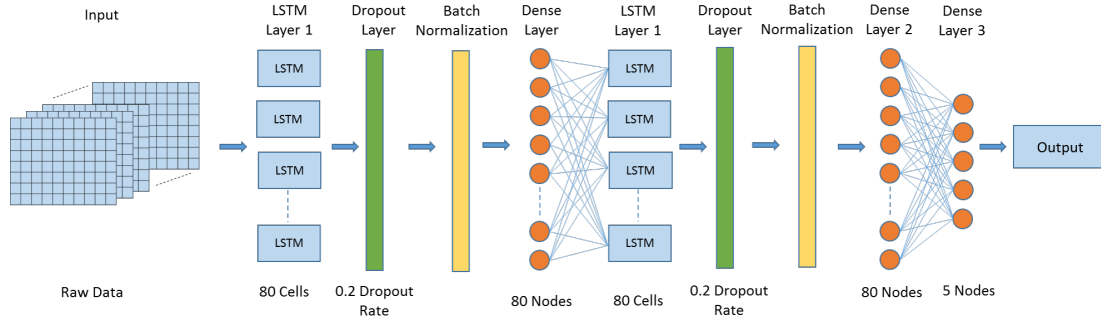 Input
LSTM
Layer 1
Dropout
Layer
Batch
Normalization
Dense
Layer
LSTM
Layer 1
Dropout
Layer
Batch
Normalization
Dense
Layer 2
Dense
Layer 3
LSTM
LSTM
LSTM
LSTM
LSTM
LSTM
LSTM
LSTM
Output
Raw Data
80 Cells
0.2 Dropout
Rate
80 Nodes
80 Cells
0.2 Dropout
Rate
80 Nodes
5 Nodes